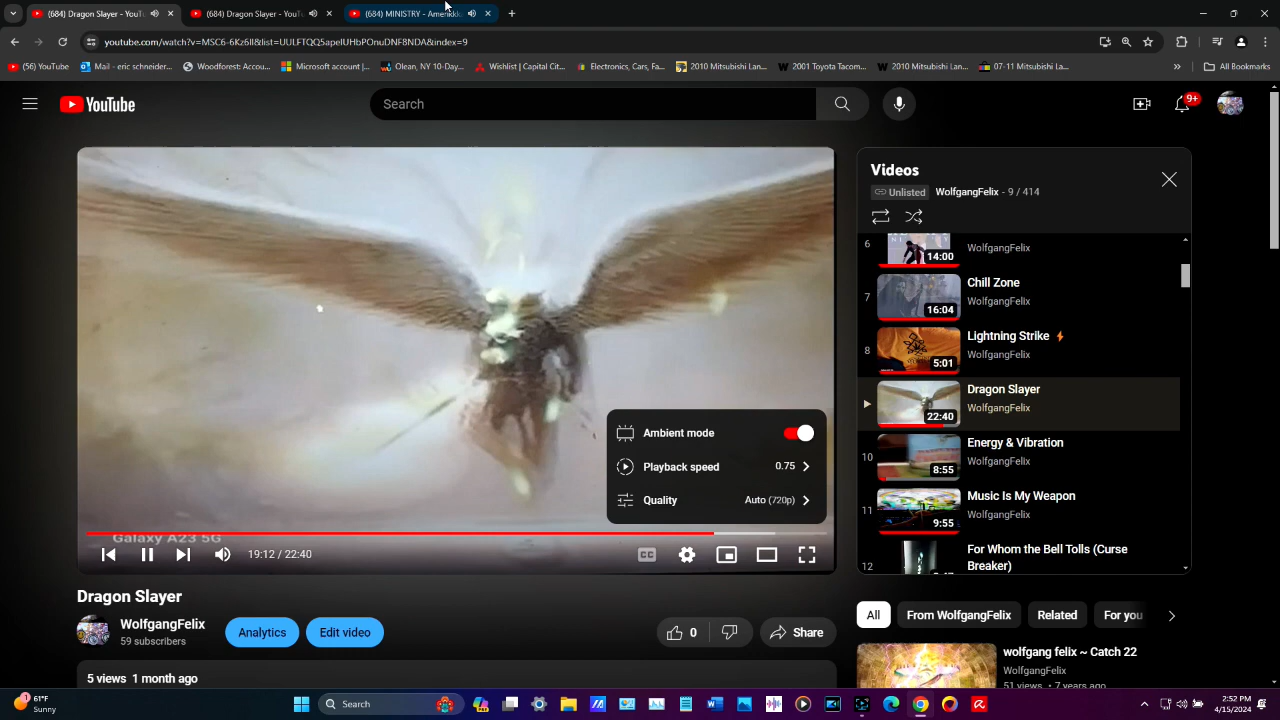 (684) Dragon Slayer - YouT
(684) Dragon Slayer - YouT
(684) MINISTRY - Amerikk
youtube.com/watch?v=MSC6-6Kz6lI&list=UULFTQQ5apeIUHbPOnuDNF8NDA&index=9
(56) YouTube
Mail - eric schneider...
Woodforest: Accou...
Microsoft account |...
Olean, NY 10-Day...
Wishlist | Capital Cit...
Electronics, Cars, Fa...
2010 Mitsubishi Lan...
2001 Toyota Tacom...
2010 Mitsubishi Lan...
07-11 Mitsubishi La...
»
All Bookmarks
YouTube
Search
9+
Galaxy A23 5G
Ambient mode
Playback speed 0.75
Quality Auto (720p)
19:12 / 22:40
CC
Dragon Slayer
WolfgangFelix
59 subscribers
Analytics
Edit video
0
Share
5 views 1 month ago
Videos
Unlisted WolfgangFelix - 9 / 414
6
14:00
WolfgangFelix
7
16:04
Chill Zone
WolfgangFelix
8
5:01
Lightning Strike ⚡
WolfgangFelix
22:40
Dragon Slayer
WolfgangFelix
10
8:55
Energy & Vibration
WolfgangFelix
11
9:55
Music Is My Weapon
WolfgangFelix
12
For Whom the Bell Tolls (Curse
Breaker)
All
From WolfgangFelix
Related
For you
wolfgang felix ~ Catch 22
WolfgangFelix
51 views • 7 years ago
1
61°F
Sunny
Search
2:52 PM
4/15/2024